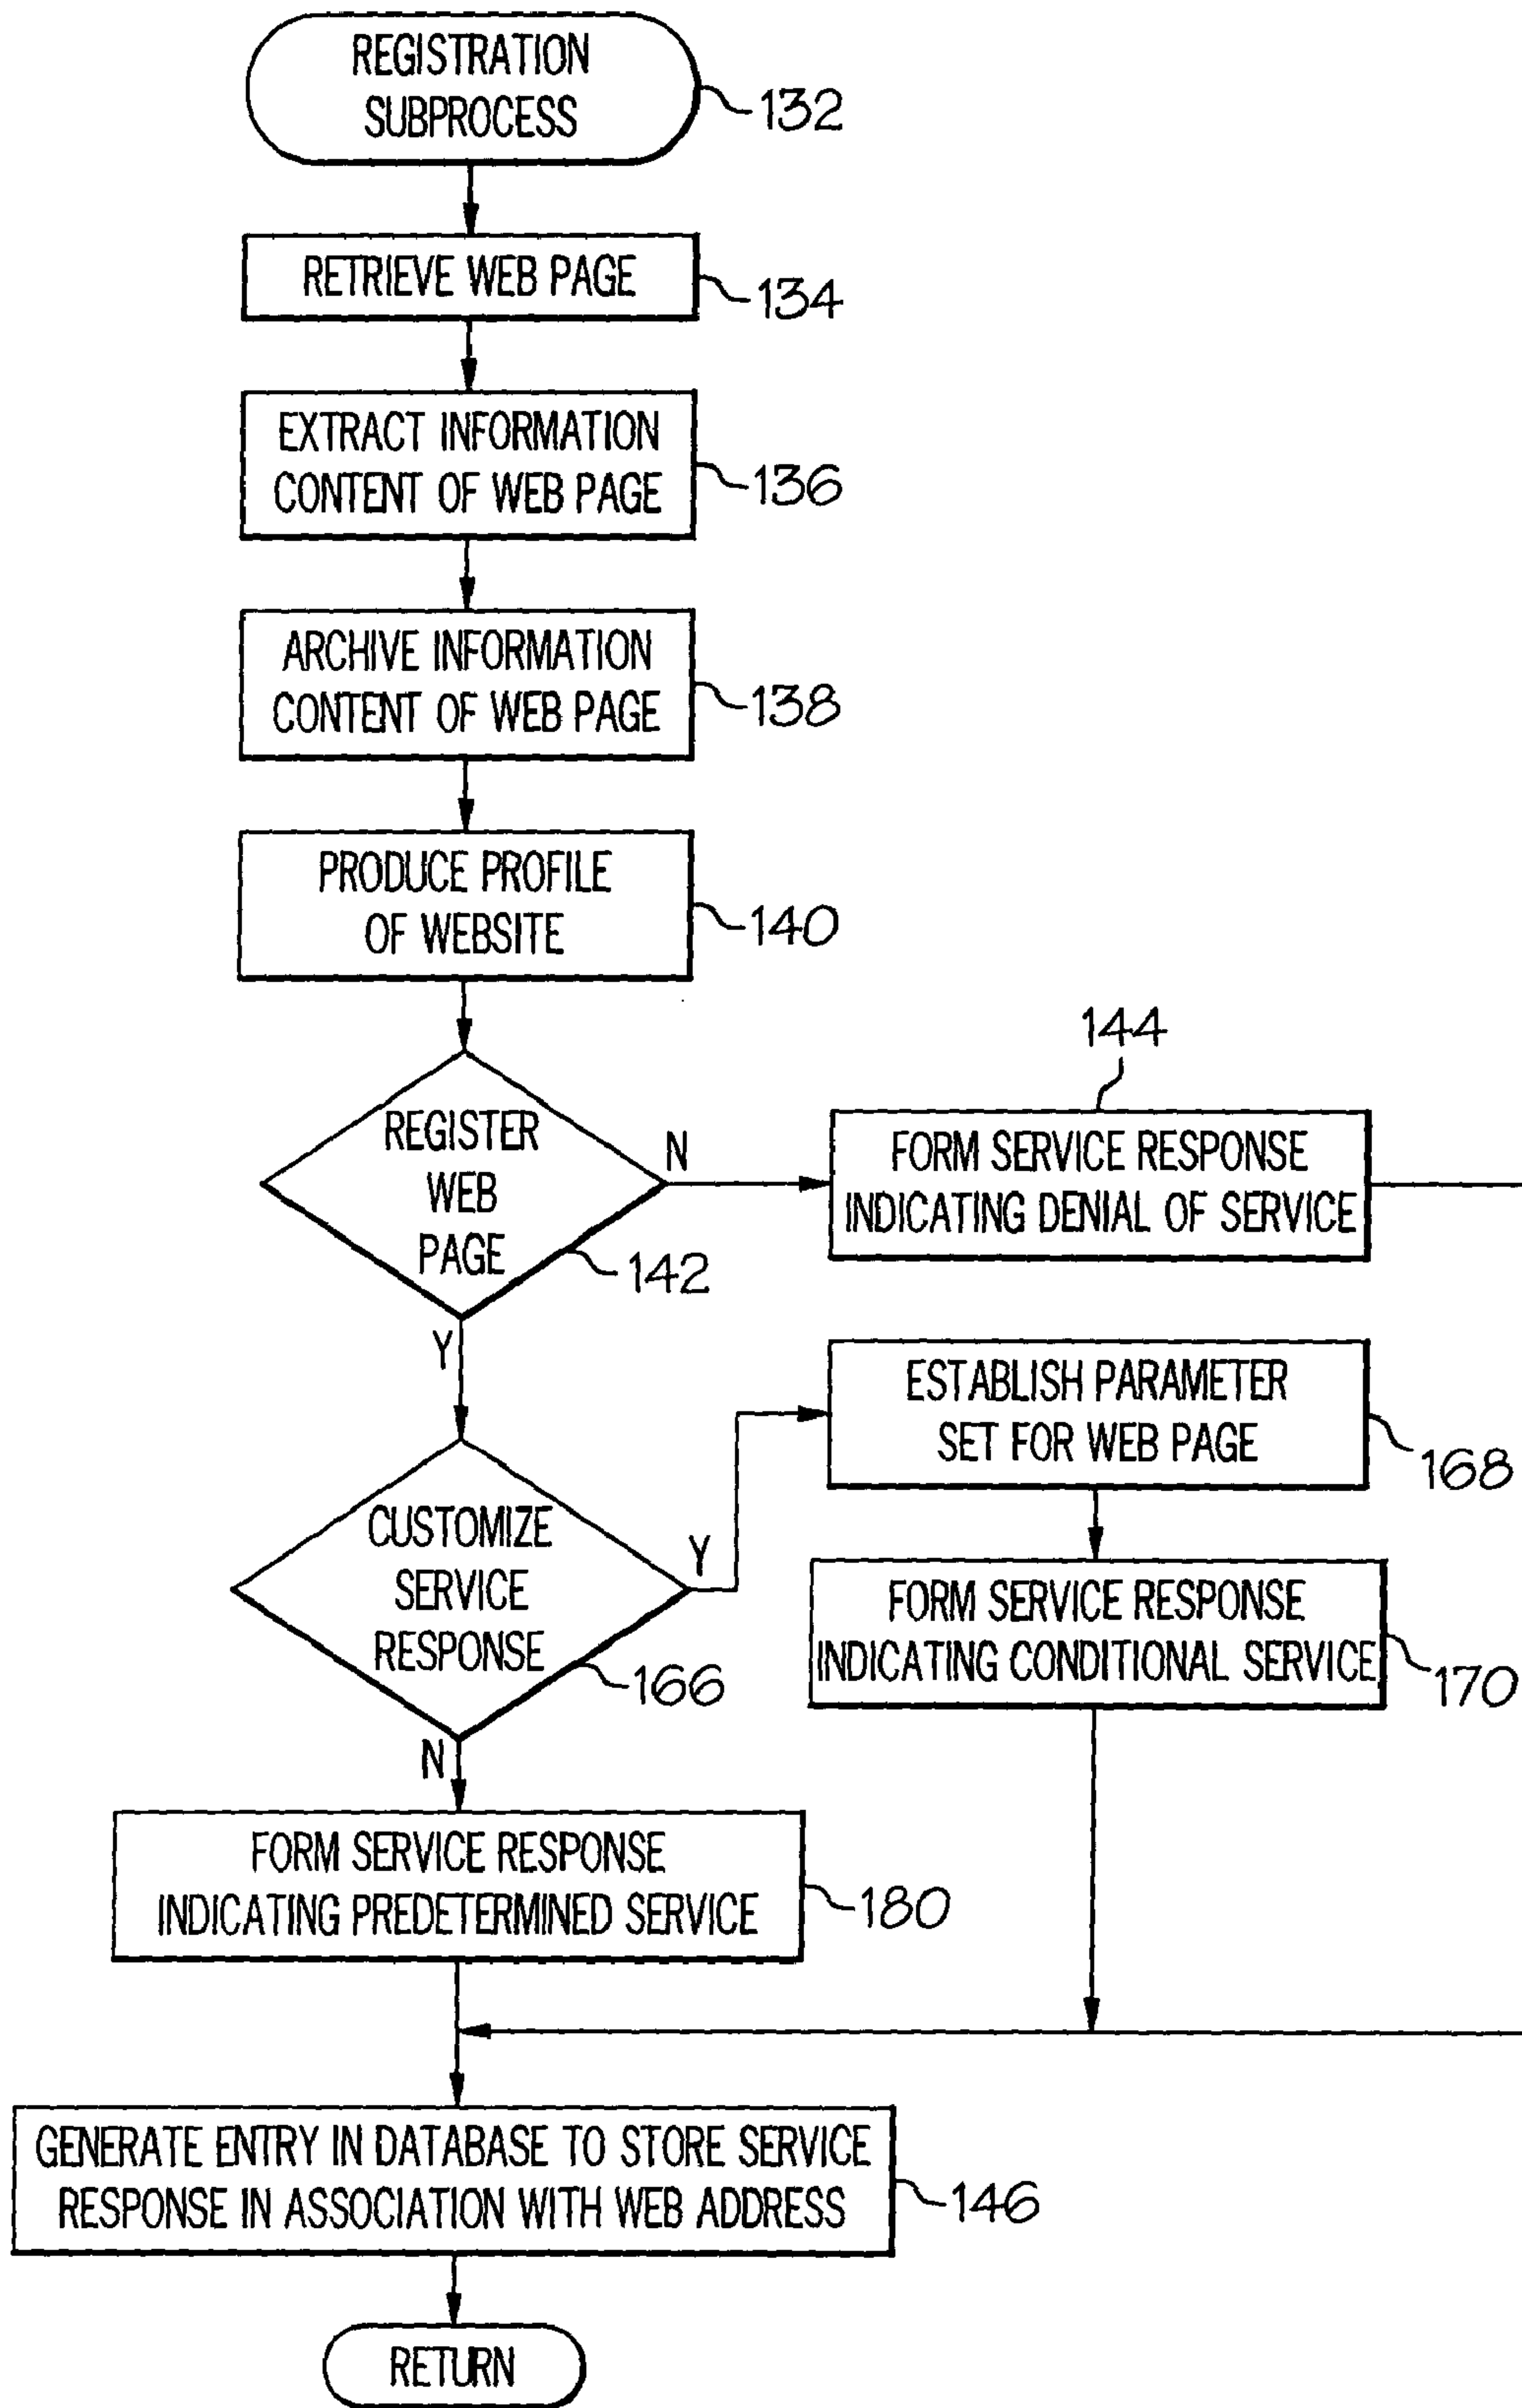 REGISTRATION
SUBPROCESS
132
RETRIEVE WEB PAGE
134
EXTRACT INFORMATION
CONTENT OF WEB PAGE
136
ARCHIVE INFORMATION
CONTENT OF WEB PAGE
138
PRODUCE PROFILE
OF WEBSITE
140
REGISTER
WEB
PAGE
142
N
144
FORM SERVICE RESPONSE
INDICATING DENIAL OF SERVICE
Y
CUSTOMIZE
SERVICE
RESPONSE
166
Y
ESTABLISH PARAMETER
SET FOR WEB PAGE
168
FORM SERVICE RESPONSE
INDICATING CONDITIONAL SERVICE
170
N
FORM SERVICE RESPONSE
INDICATING PREDETERMINED SERVICE
180
GENERATE ENTRY IN DATABASE TO STORE SERVICE
RESPONSE IN ASSOCIATION WITH WEB ADDRESS
146
RETURN